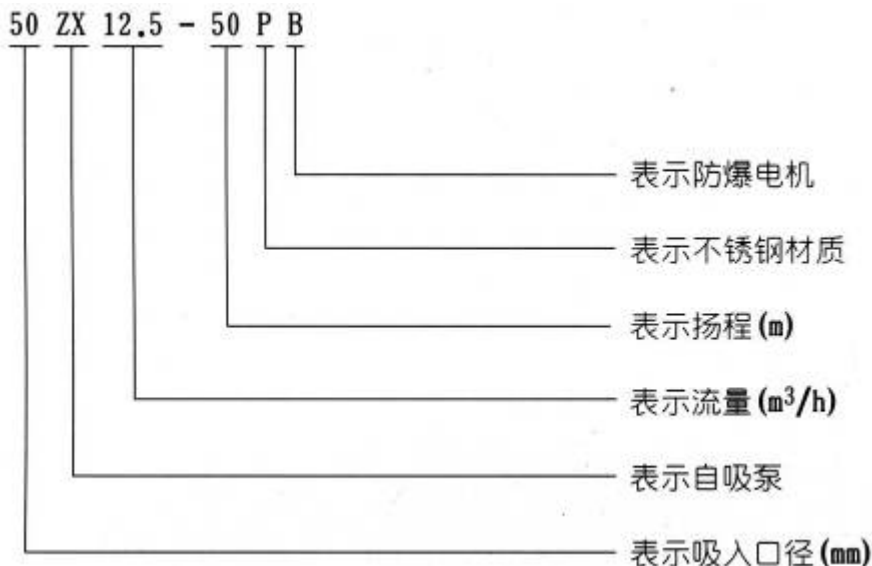 50 ZX 12.5 - 50 P B
表示防爆电机
表示不锈钢材质
表示扬程(m)
表示流量(m³/h)
表示自吸泵
表示吸入口径(mm)